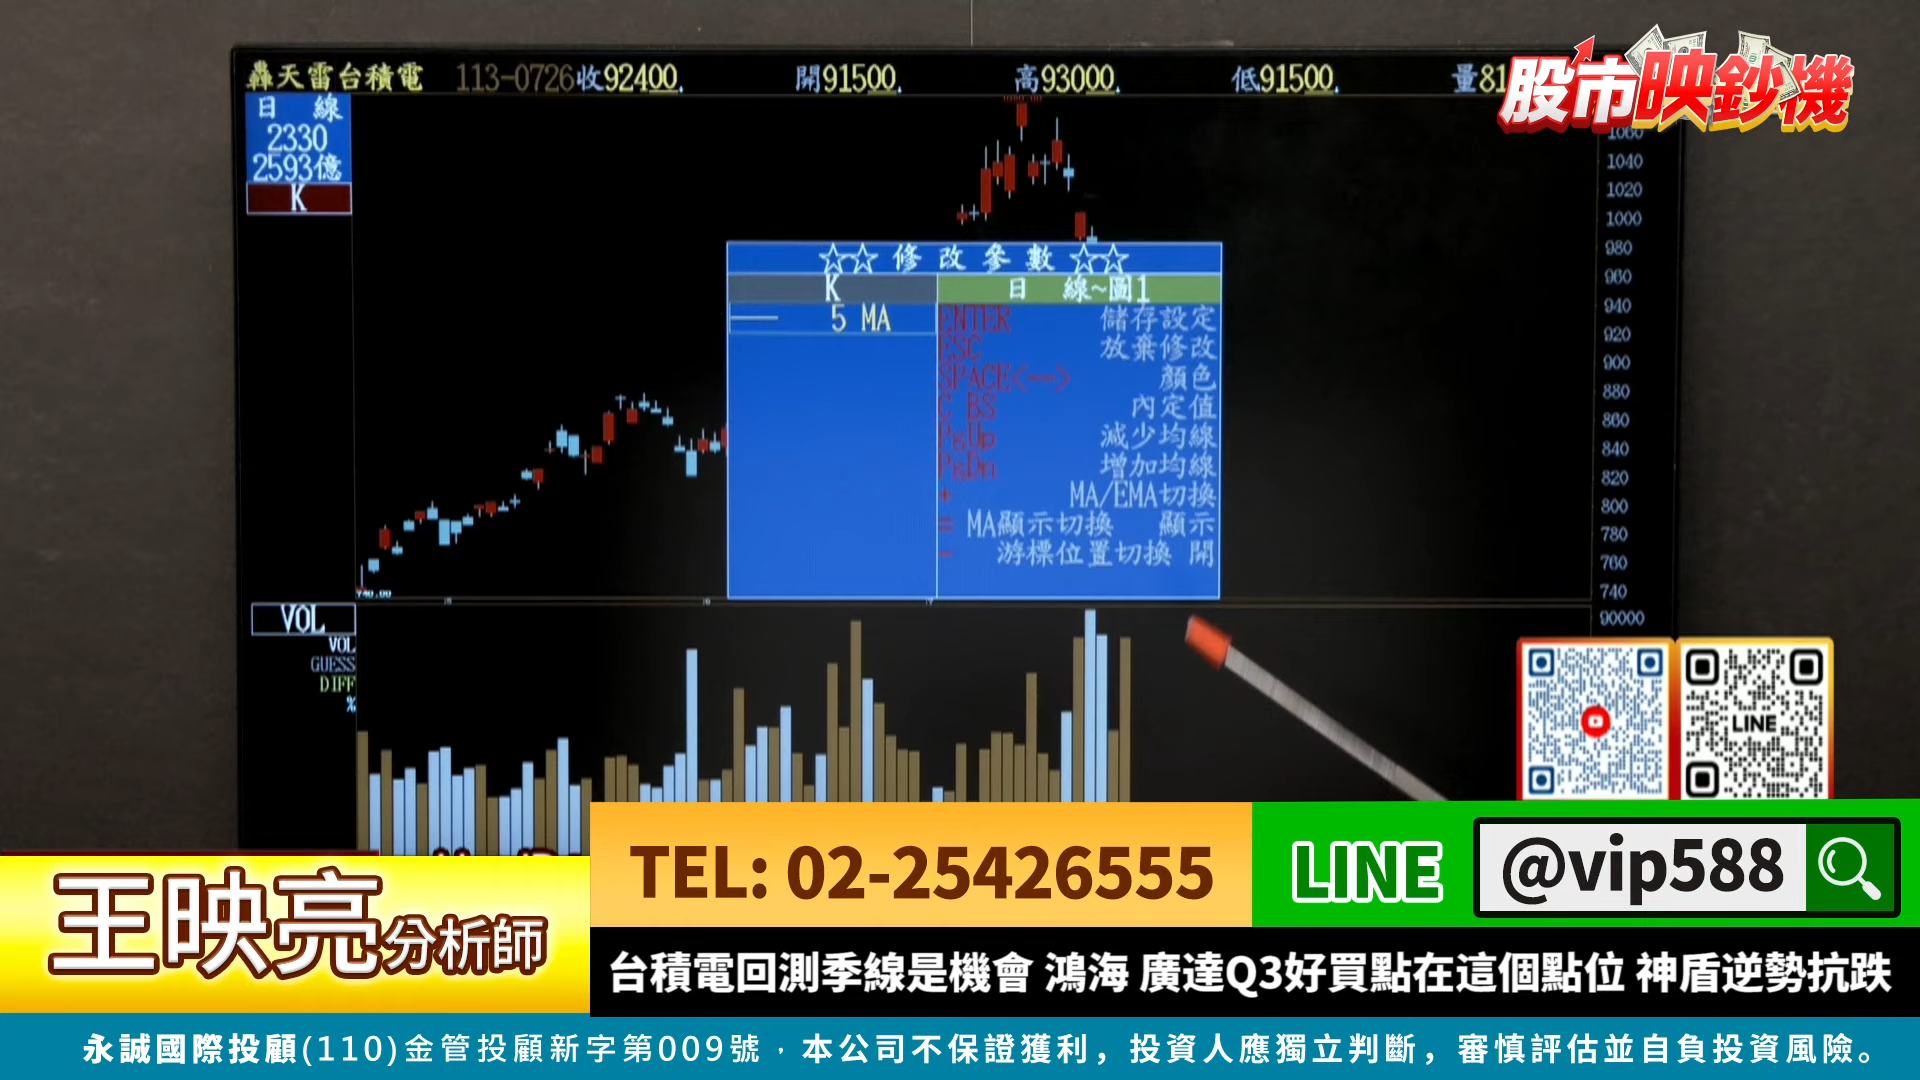 轟天雷台積電 113-0726收92400. 開91500. 高93000. 低91500. 量81
股市映鈔機
日 線
2330
2593億
K
1060
1040
1020
1000
980
960
940
920
900
880
860
840
820
800
780
760
740
90000
☆☆修 改 參 數☆☆
K 日 線~圖1
5 MA
ENTER 儲存設定
ESC 放棄修改
SPACE<--> 顏色
C BS 內定值
PgUp 減少均線
PgDn 增加均線
+ MA/EMA切換
= MA顯示切換 顯示
- 游標位置切換 開
740.00
VOL
VOL
GUESS
DIFF
%
LINE
王映亮分析師
TEL: 02-25426555
LINE @vip588
台積電回測季線是機會 鴻海 廣達Q3好買點在這個點位 神盾逆勢抗跌
永誠國際投顧(110)金管投顧新字第009號，本公司不保證獲利，投資人應獨立判斷，審慎評估並自負投資風險。